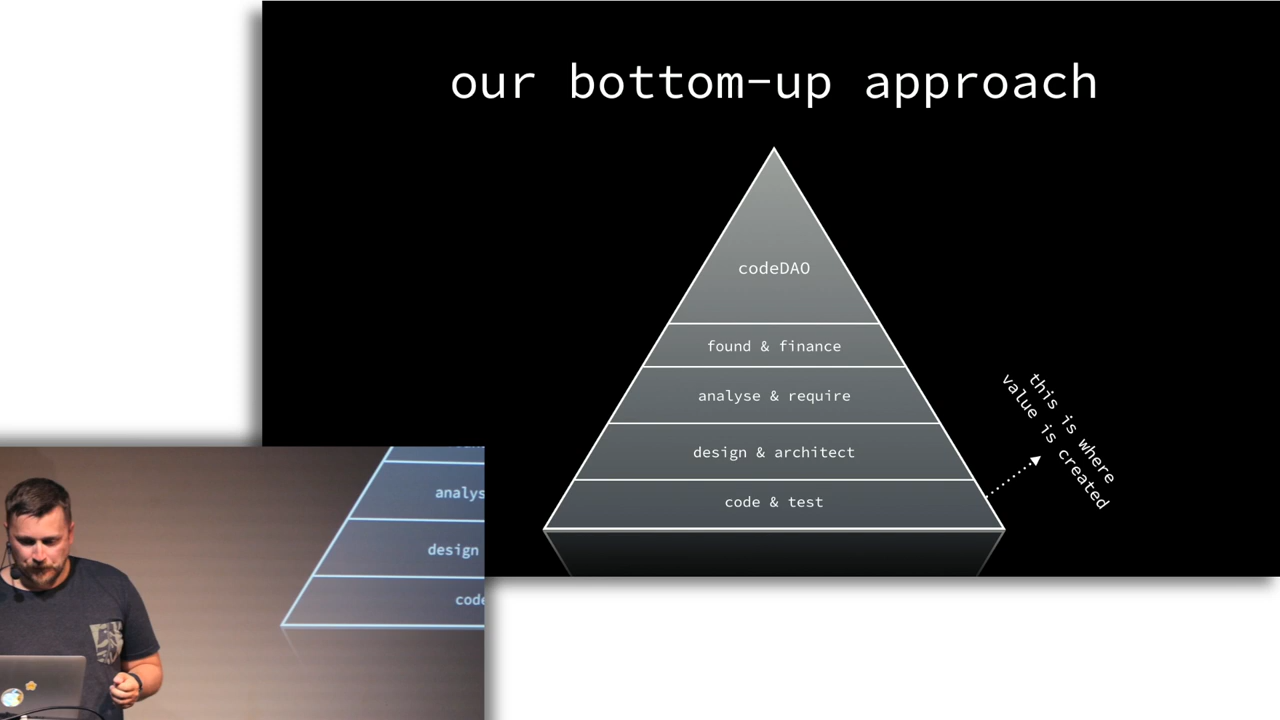 our bottom-up approach
codeDAO
found & finance
analyse & require
design & architect
code & test
this is where
value is created
analys
design
code